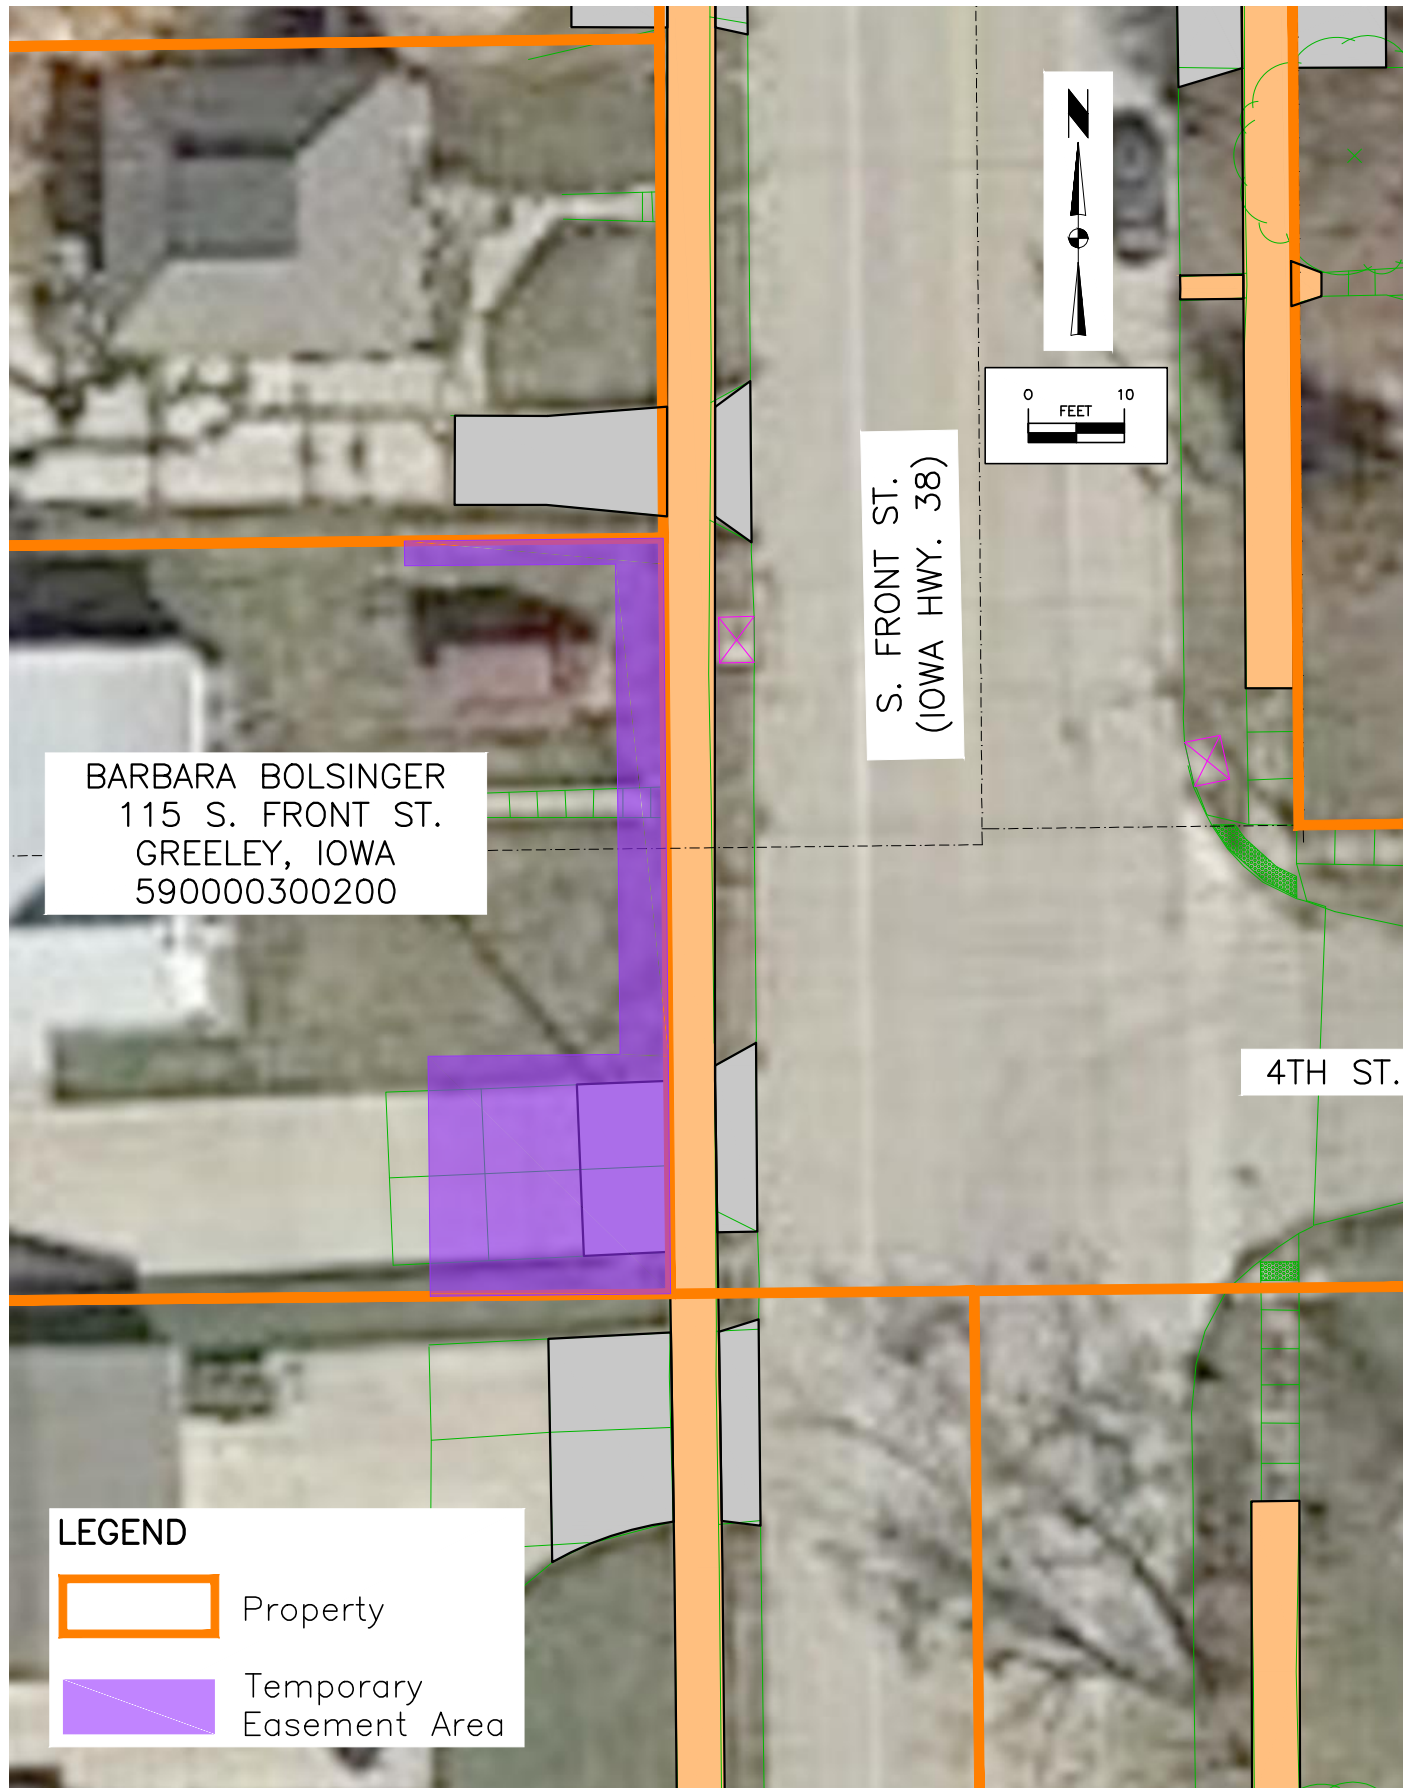 N
0 10
FEET
S. FRONT ST.
(IOWA HWY. 38)
BARBARA BOLSINGER
115 S. FRONT ST.
GREELEY, IOWA
590000300200
4TH ST.
LEGEND
Property
Temporary
Easement Area